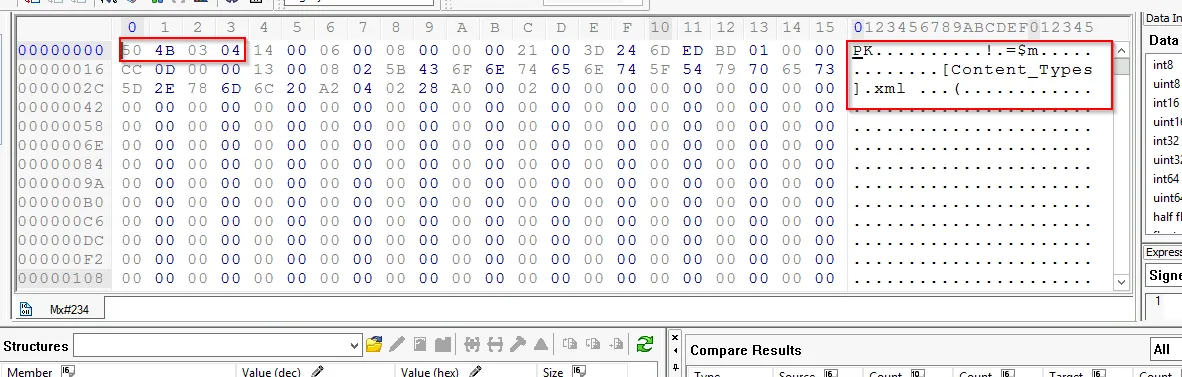 0 1 2 3 4 5 6 7 8 9 A B C D E F 10 11 12 13 14 15 0123456789ABCDEF012345
00000000 50 4B 03 04 14 00 06 00 08 00 00 00 21 00 3D 24 6D ED BD 01 00 00 PK..........!.=$m.....
00000016 CC 0D 00 00 13 00 08 02 5B 43 6F 6E 74 65 6E 74 5F 54 79 70 65 73 ........[Content_Types
0000002C 5D 2E 78 6D 6C 20 A2 04 02 28 A0 00 02 00 00 00 00 00 00 00 00 00 ].xml ...(............
00000042 00 00 00 00 00 00 00 00 00 00 00 00 00 00 00 00 00 00 00 00 00 00 ......................
00000058 00 00 00 00 00 00 00 00 00 00 00 00 00 00 00 00 00 00 00 00 00 00 ......................
0000006E 00 00 00 00 00 00 00 00 00 00 00 00 00 00 00 00 00 00 00 00 00 00 ......................
00000084 00 00 00 00 00 00 00 00 00 00 00 00 00 00 00 00 00 00 00 00 00 00 ......................
0000009A 00 00 00 00 00 00 00 00 00 00 00 00 00 00 00 00 00 00 00 00 00 00 ......................
000000B0 00 00 00 00 00 00 00 00 00 00 00 00 00 00 00 00 00 00 00 00 00 00 ......................
000000C6 00 00 00 00 00 00 00 00 00 00 00 00 00 00 00 00 00 00 00 00 00 00 ......................
000000DC 00 00 00 00 00 00 00 00 00 00 00 00 00 00 00 00 00 00 00 00 00 00 ......................
000000F2 00 00 00 00 00 00 00 00 00 00 00 00 00 00 00 00 00 00 00 00 00 00 ......................
00000108 00 00 00 00 00 00 00 00 00 00 00 00 00 00 00 00 00 00 00 00 00 00 ......................
Mx#234
Data In
Data
int8
uint8
int16
uint16
int32
uint32
int64
uint64
half fl
Express
Signe
1
Structures
Member Value (dec) Value (hex) Size
Compare Results
All
Type Source Count Content Target Count